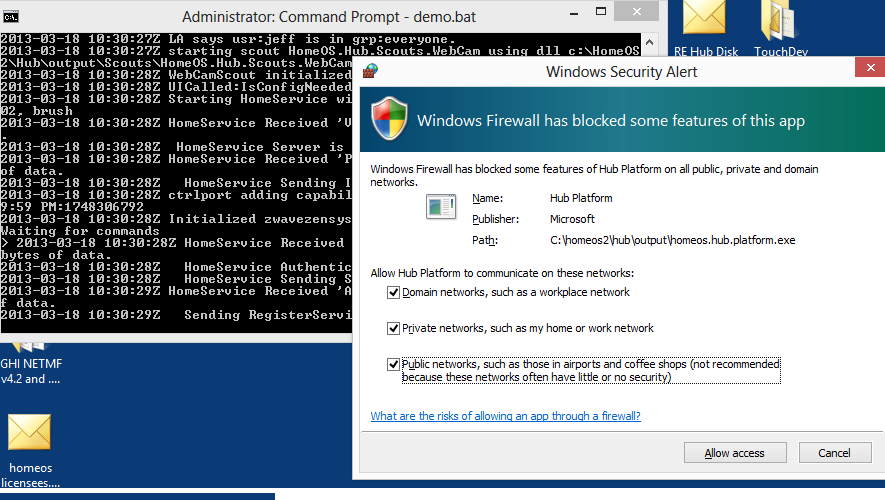 Administrator: Command Prompt - demo.bat
2013-03-18 10:30:27Z LA says usr:jeff is in grp:everyone.
2013-03-18 10:30:27Z starting scout HomeOS.Hub.Scouts.WebCam using dll c:\HomeOS
2\Hub\output\Scouts\HomeOS.Hub.Scouts.WebCam
2013-03-18 10:30:28Z WebCamScout initialized
2013-03-18 10:30:28Z UICalled:IsConfigNeeded
2013-03-18 10:30:28Z Starting HomeService wi
02, brush
2013-03-18 10:30:28Z HomeService Received 'V
.
2013-03-18 10:30:28Z  HomeService Server is
2013-03-18 10:30:28Z HomeService Received 'P
of data.
2013-03-18 10:30:28Z   HomeService Sending I
2013-03-18 10:30:28Z ctrlport adding capabil
9:59 PM:1748306792
2013-03-18 10:30:28Z Initialized zwavezensys
Waiting for commands
> 2013-03-18 10:30:28Z HomeService Received
bytes of data.
2013-03-18 10:30:28Z   HomeService Authentic
2013-03-18 10:30:28Z   HomeService Sending S
2013-03-18 10:30:29Z HomeService Received 'A
f data.
2013-03-18 10:30:29Z   Sending RegisterServi
RE Hub Disk
TouchDev
Windows Security Alert
Windows Firewall has blocked some features of this app
Windows Firewall has blocked some features of Hub Platform on all public, private and domain
networks.
Name: Hub Platform
Publisher: Microsoft
Path: C:\homeos2\hub\output\homeos.hub.platform.exe
Allow Hub Platform to communicate on these networks:
Domain networks, such as a workplace network
Private networks, such as my home or work network
Public networks, such as those in airports and coffee shops (not recommended
because these networks often have little or no security)
What are the risks of allowing an app through a firewall?
Allow access
Cancel
GHI NETMF
v4.2 and ....
homeos
licensees....